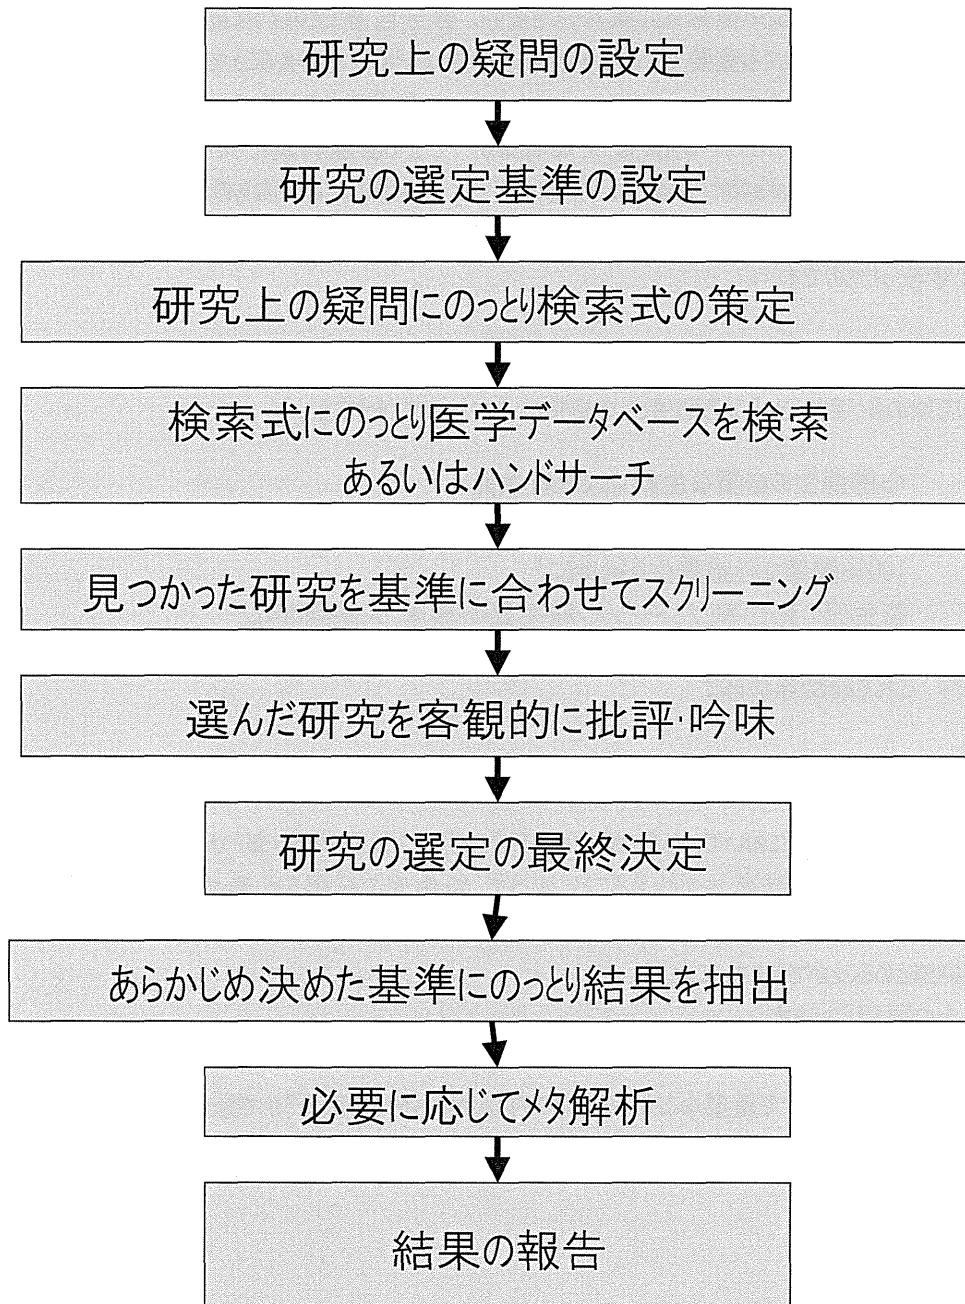 研究上の疑問の設定
研究の選定基準の設定
研究上の疑問にのっとり検索式の策定
検索式にのっとり医学データベースを検索
あるいはハンドサーチ
見つかった研究を基準に合わせてスクリーニング
選んだ研究を客観的に批評・吟味
研究の選定の最終決定
あらかじめ決めた基準にのっとり結果を抽出
必要に応じてメタ解析
結果の報告